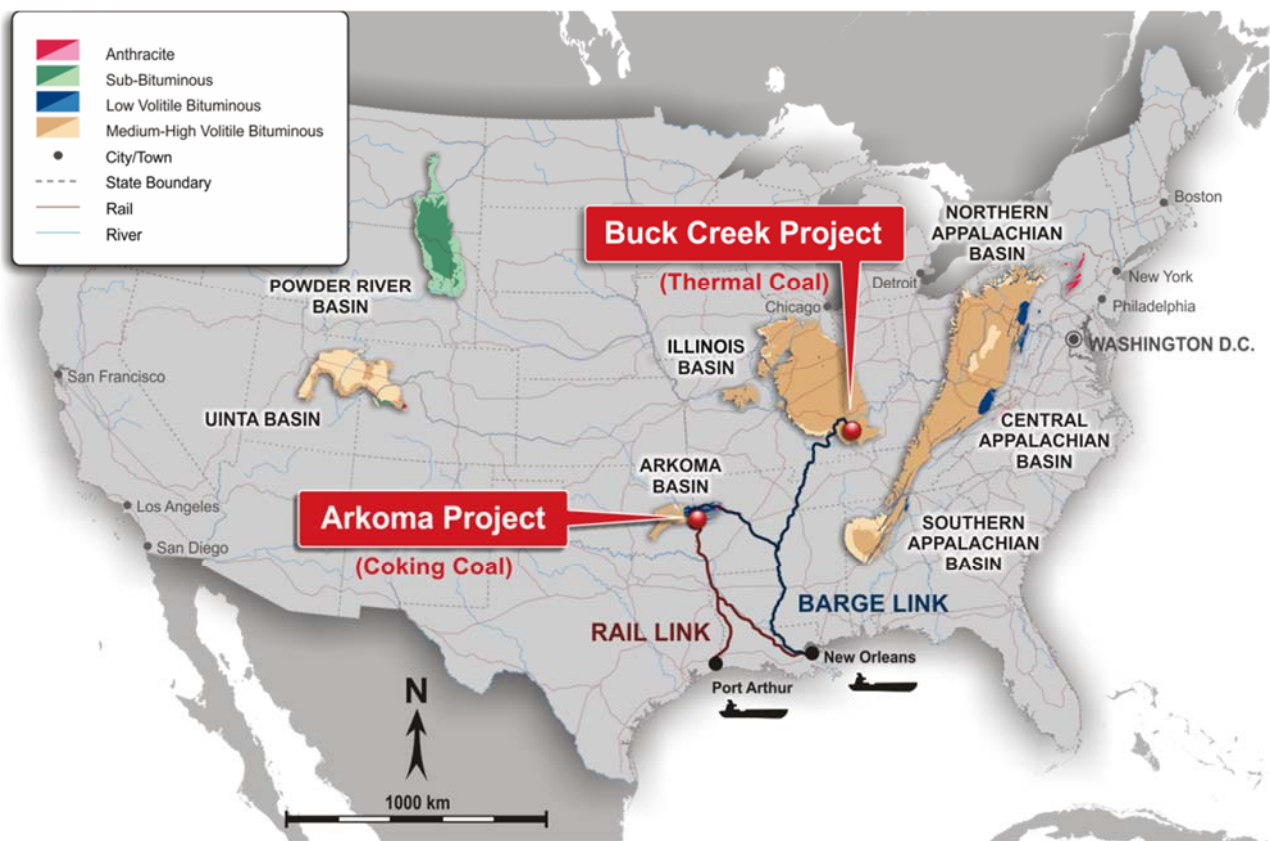 Anthracite
Sub-Bituminous
Low Volitile Bituminous
Medium-High Volitile Bituminous
City/Town
State Boundary
Rail
River
Boston
NORTHERN
APPALACHIAN
BASIN
Buck Creek Project
(Thermal Coal)
Detroit
New York
Philadelphia
POWDER RIVER
BASIN
Chicago
WASHINGTON D.C.
ILLINOIS
BASIN
San Francisco
UINTA BASIN
CENTRAL
APPALACHIAN
BASIN
ARKOMA
BASIN
Los Angeles
Arkoma Project
(Coking Coal)
San Diego
SOUTHERN
APPALACHIAN
BASIN
BARGE LINK
RAIL LINK
New Orleans
Port Arthur
N
1000 km